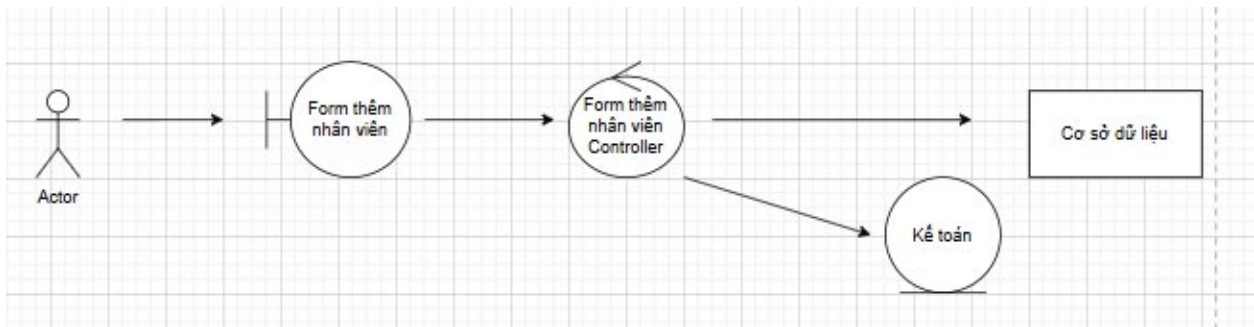 Actor
Form thêm
nhân viên
Form thêm
nhân viên
Controller
Cơ sở dữ liệu
Kế toán